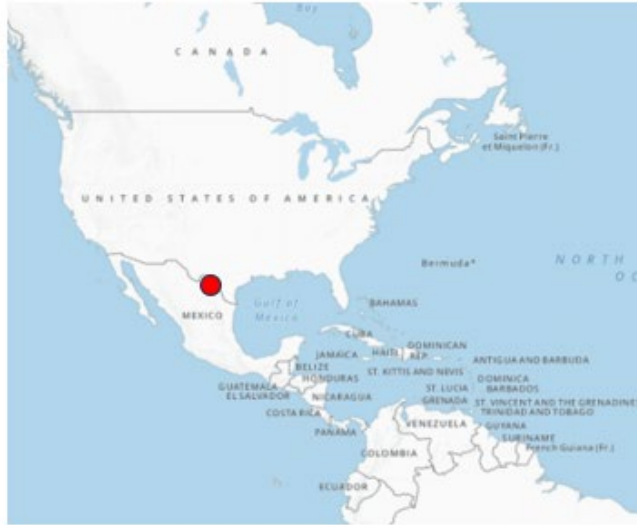 Bay
CANADA
Saint Pierre
et Miquelon (Fr.)
UNITED STATES OF AMERICA
Bermuda*
NORTH
OC
Gulf of
Mexico
MEXICO
BAHAMAS
CUBA
JAMAICA
HAITI
DOMINICAN
REP.
ANTIGUA AND BARBUDA
BELIZE
HONDURAS
ST. KITTIS AND NEVIS
DOMINICA
GUATEMALA
EL SALVADOR
ST. LUCIA
BARBADOS
NICARAGUA
GRENADA
ST. VINCENT AND THE GRENADINES
TRINIDAD AND TOBAGO
COSTA RICA
PANAMA
VENEZUELA
GUYANA
SURINAME
French Guiana (Fr.)
COLOMBIA
ECUADOR